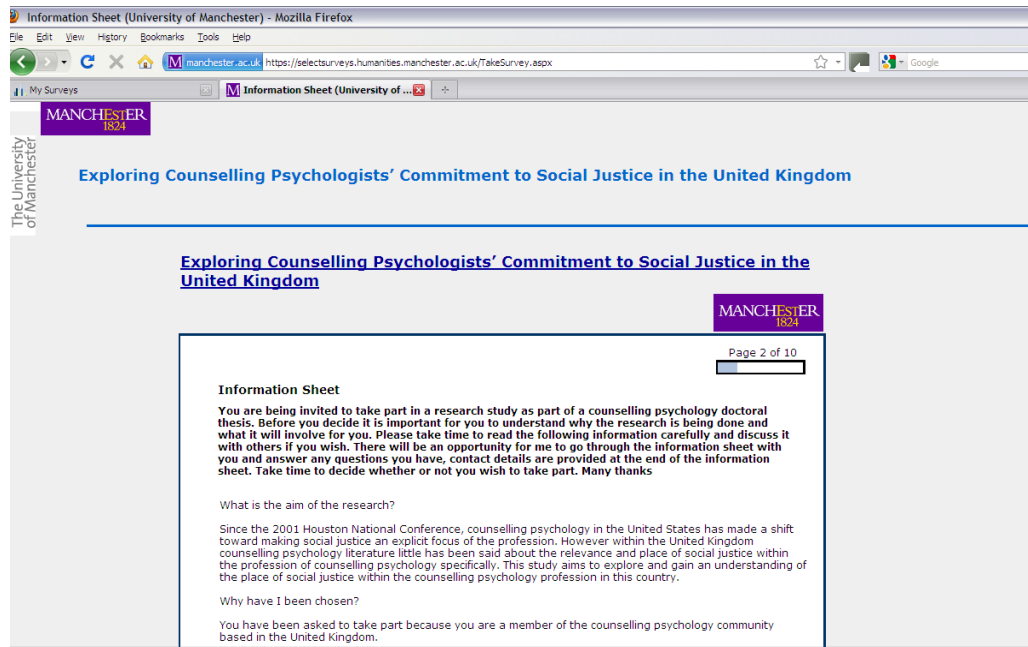 Information Sheet (University of Manchester) - Mozilla Firefox
File Edit View History Bookmarks Tools Help
manchester.ac.uk https://selectsurveys.humanities.manchester.ac.uk/TakeSurvey.aspx Google
My Surveys Information Sheet (University of ...
MANCHESTER
1824
The University
of Manchester
Exploring Counselling Psychologists’ Commitment to Social Justice in the United Kingdom
Exploring Counselling Psychologists’ Commitment to Social Justice in the
United Kingdom
MANCHESTER
1824
Page 2 of 10
Information Sheet
You are being invited to take part in a research study as part of a counselling psychology doctoral
thesis. Before you decide it is important for you to understand why the research is being done and
what it will involve for you. Please take time to read the following information carefully and discuss it
with others if you wish. There will be an opportunity for me to go through the information sheet with
you and answer any questions you have, contact details are provided at the end of the information
sheet. Take time to decide whether or not you wish to take part. Many thanks
What is the aim of the research?
Since the 2001 Houston National Conference, counselling psychology in the United States has made a shift
toward making social justice an explicit focus of the profession. However within the United Kingdom
counselling psychology literature little has been said about the relevance and place of social justice within
the profession of counselling psychology specifically. This study aims to explore and gain an understanding of
the place of social justice within the counselling psychology profession in this country.
Why have I been chosen?
You have been asked to take part because you are a member of the counselling psychology community
based in the United Kingdom.